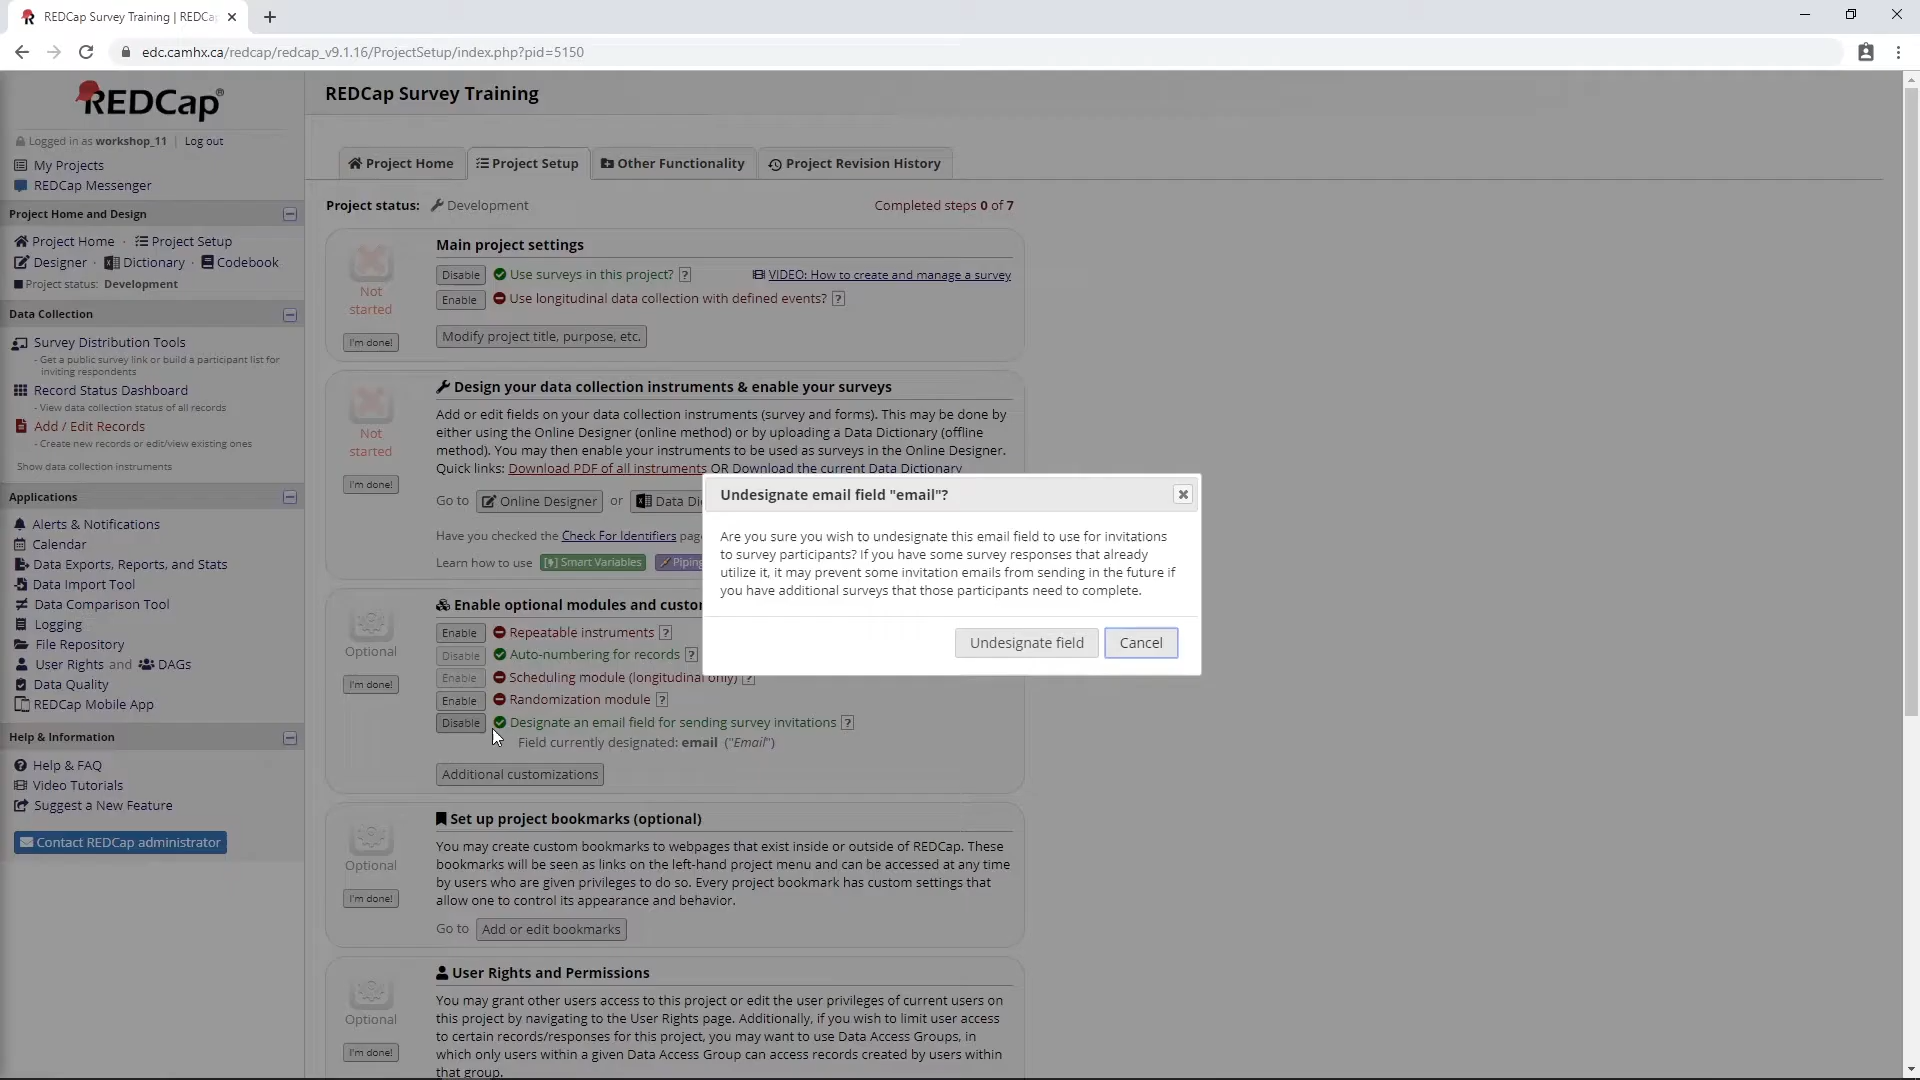 REDCap Survey Training | REDCa
edc.camhx.ca/redcap/redcap_v9.1.16/ProjectSetup/index.php?pid=5150
REDCap
Logged in as workshop_11 | Log out
My Projects
REDCap Messenger
Project Home and Design
Project Home · Project Setup
Designer · Dictionary · Codebook
Project status: Development
Data Collection
Survey Distribution Tools
- Get a public survey link or build a participant list for
inviting respondents
Record Status Dashboard
- View data collection status of all records
Add / Edit Records
- Create new records or edit/view existing ones
Show data collection instruments
Applications
Alerts & Notifications
Calendar
Data Exports, Reports, and Stats
Data Import Tool
Data Comparison Tool
Logging
File Repository
User Rights and DAGs
Data Quality
REDCap Mobile App
Help & Information
Help & FAQ
Video Tutorials
Suggest a New Feature
Contact REDCap administrator
REDCap Survey Training
Project Home Project Setup Other Functionality Project Revision History
Project status: Development Completed steps 0 of 7
Main project settings
Not
started
I'm done!
Disable Use surveys in this project? ? VIDEO: How to create and manage a survey
Enable Use longitudinal data collection with defined events? ?
Modify project title, purpose, etc.
Design your data collection instruments & enable your surveys
Not
started
I'm done!
Add or edit fields on your data collection instruments (survey and forms). This may be done by
either using the Online Designer (online method) or by uploading a Data Dictionary (offline
method). You may then enable your instruments to be used as surveys in the Online Designer.
Quick links: Download PDF of all instruments OR Download the current Data Dictionary
Go to Online Designer or Data Di
Have you checked the Check For Identifiers pag
Learn how to use [ ] Smart Variables Piping
Undesignate email field "email"?
Are you sure you wish to undesignate this email field to use for invitations
to survey participants? If you have some survey responses that already
utilize it, it may prevent some invitation emails from sending in the future if
you have additional surveys that those participants need to complete.
Undesignate field Cancel
Enable optional modules and custo
Optional
I'm done!
Enable Repeatable instruments ?
Disable Auto-numbering for records ?
Enable Scheduling module (longitudinal only) ?
Enable Randomization module ?
Disable Designate an email field for sending survey invitations ?
Field currently designated: email ("Email")
Additional customizations
Set up project bookmarks (optional)
Optional
I'm done!
You may create custom bookmarks to webpages that exist inside or outside of REDCap. These
bookmarks will be seen as links on the left-hand project menu and can be accessed at any time
by users who are given privileges to do so. Every project bookmark has custom settings that
allow one to control its appearance and behavior.
Go to Add or edit bookmarks
User Rights and Permissions
Optional
I'm done!
You may grant other users access to this project or edit the user privileges of current users on
this project by navigating to the User Rights page. Additionally, if you wish to limit user access
to certain records/responses for this project, you may want to use Data Access Groups, in
which only users within a given Data Access Group can access records created by users within
that group.